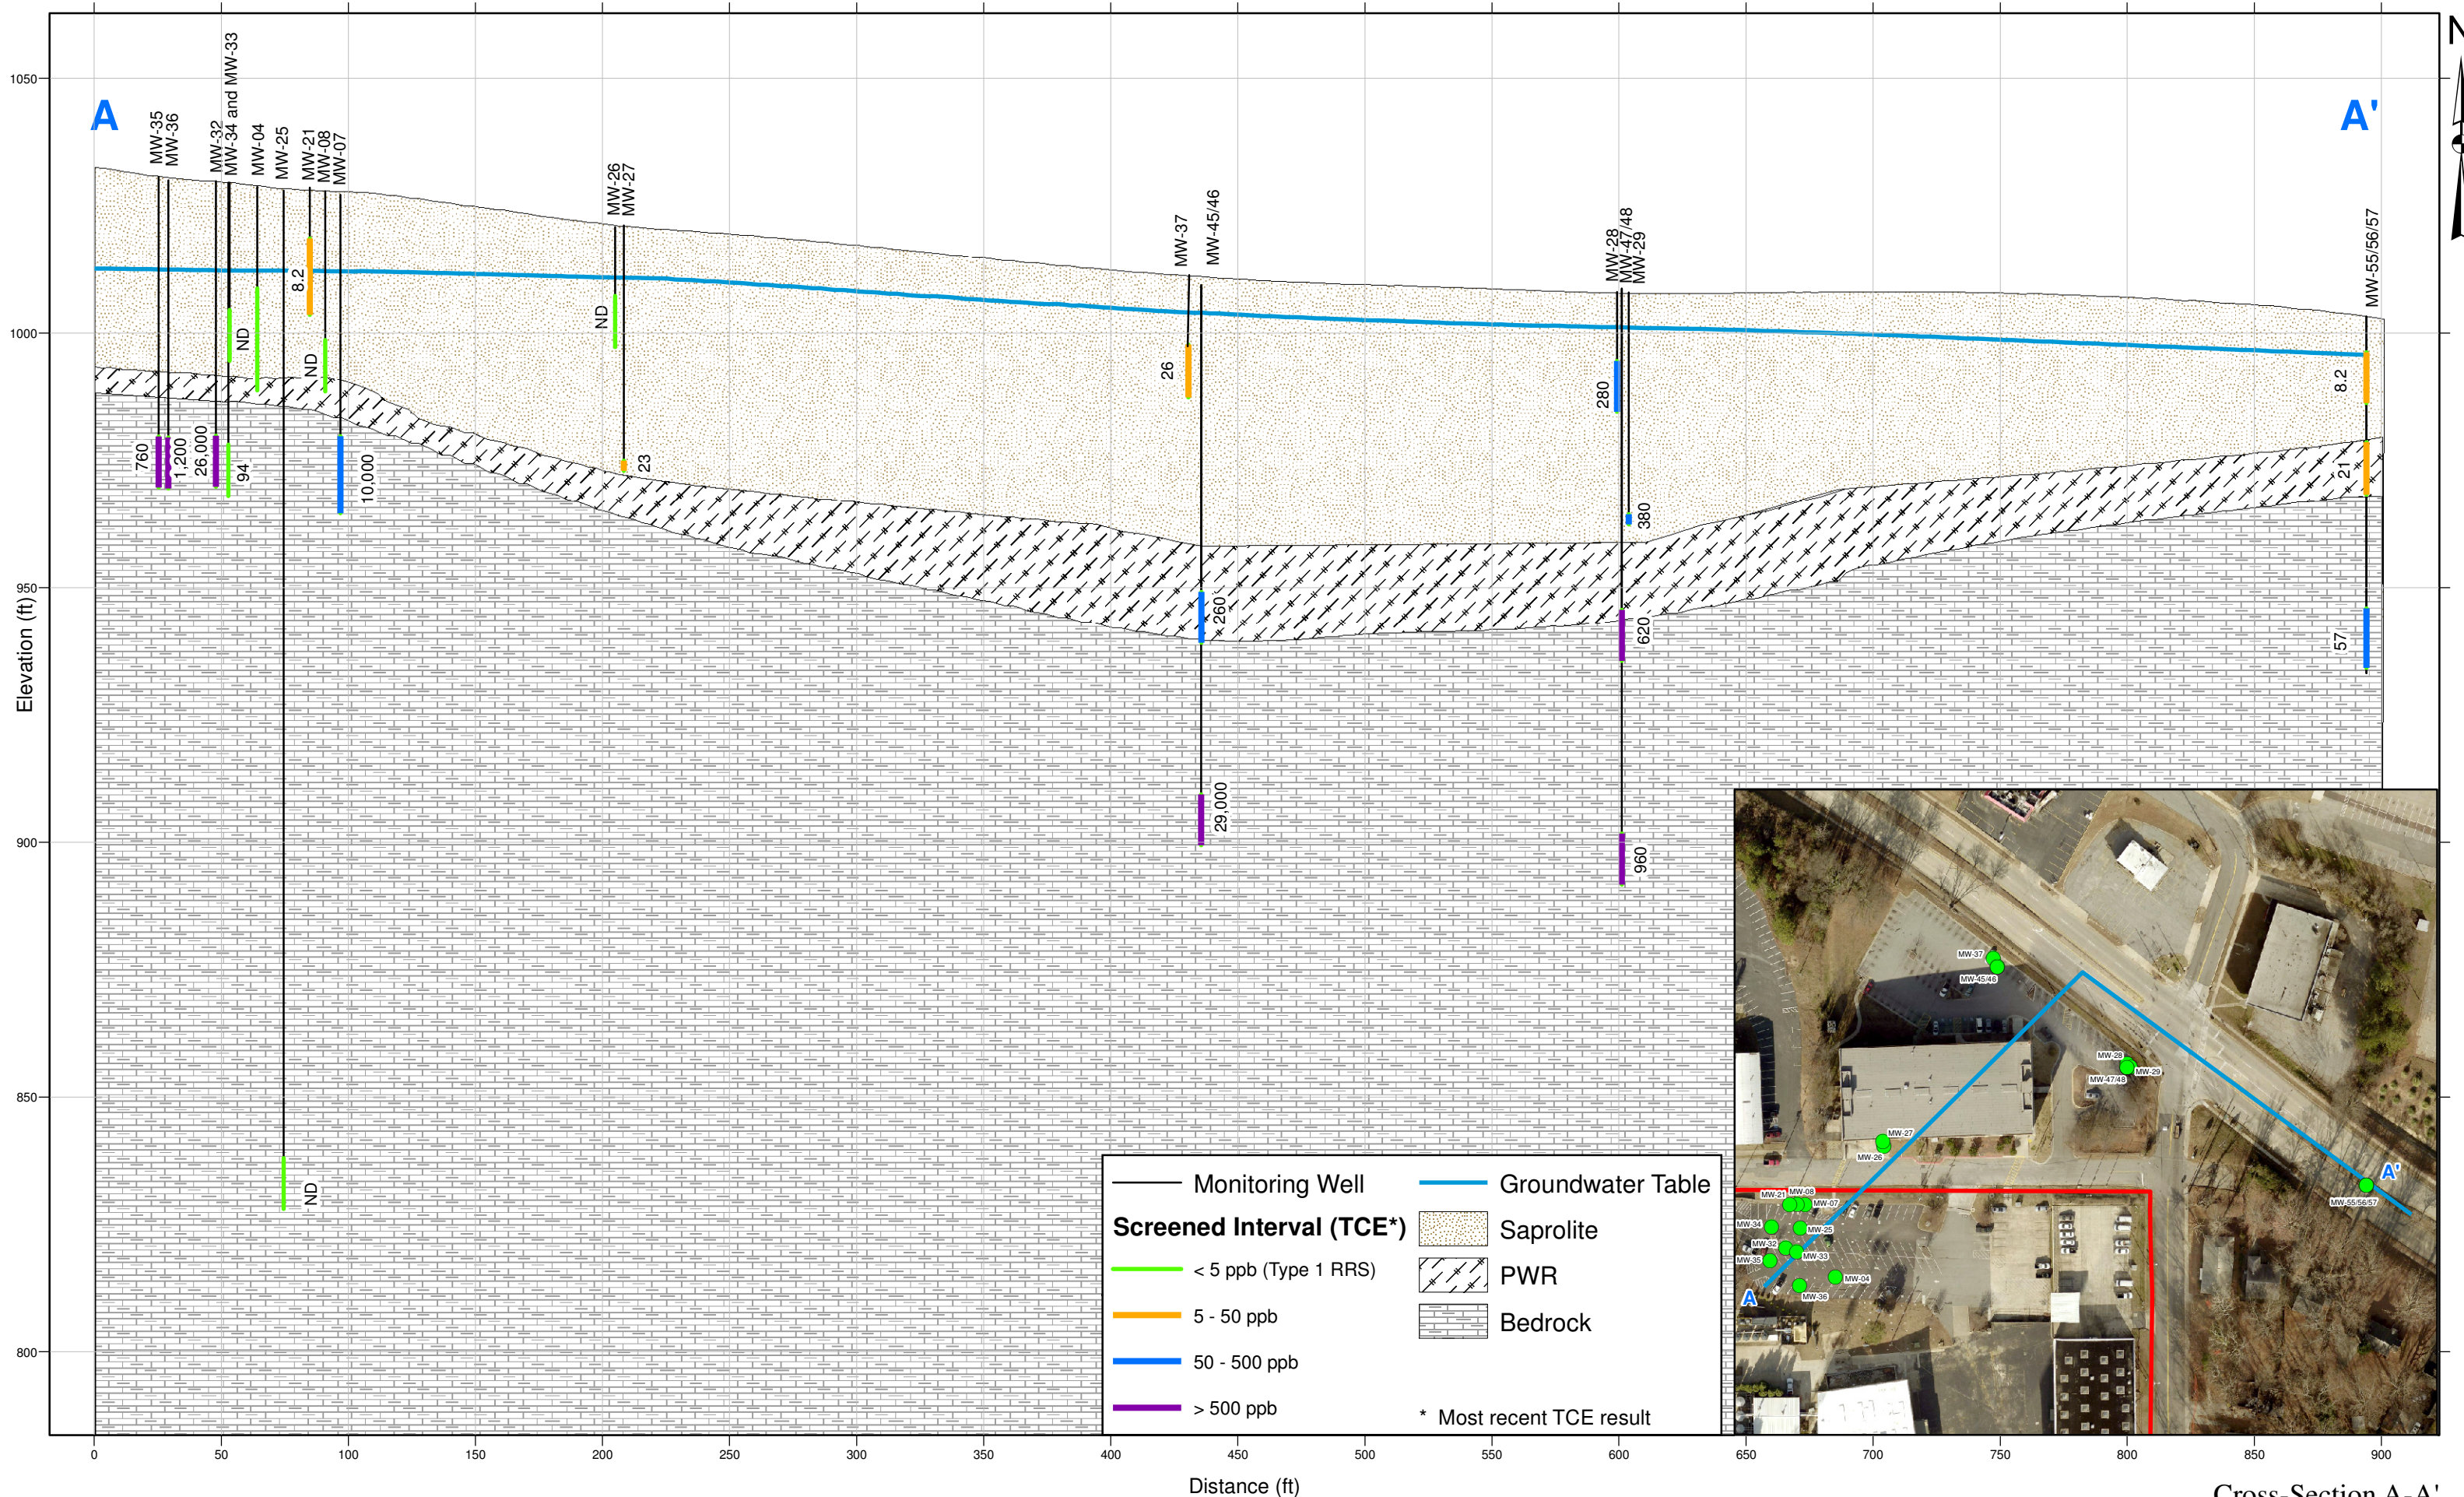 N
1050
1000
950
900
850
800
Elevation (ft)
A
A'
MW-35
MW-36
MW-32
MW-34 and MW-33
MW-04
MW-25
MW-21
MW-08
MW-07
MW-26
MW-27
MW-37
MW-45/46
MW-28
MW-47/48
MW-29
MW-55/56/57
760
1,200
26,000
94
ND
8.2
ND
10,000
ND
ND
23
26
260
29,000
280
380
620
960
8.2
21
57
Monitoring Well
Screened Interval (TCE*)
< 5 ppb (Type 1 RRS)
5 - 50 ppb
50 - 500 ppb
> 500 ppb
Groundwater Table
Saprolite
PWR
Bedrock
* Most recent TCE result
MW-37
MW-45/46
MW-28
MW-29
MW-47/48
MW-27
MW-26
A'
MW-55/56/57
MW-21
MW-08
MW-07
MW-34
MW-25
MW-32
MW-33
MW-35
MW-04
MW-36
A
0 50 100 150 200 250 300 350 400 450 500 550 600 650 700 750 800 850 900
Distance (ft)
Cross-Section A-A'